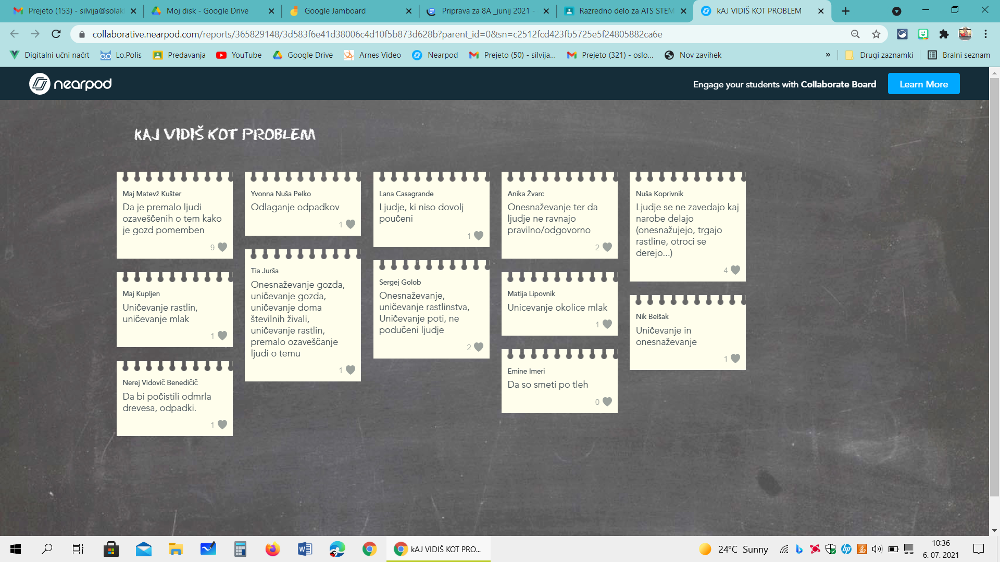 Prejeto (153) - silvija@solak
Moj disk - Google Drive
Google Jamboard
Priprava za 8A _junij 2021 -
Razredno delo za ATS STEM
kAJ VIDIŠ KOT PROBLEM
collaborative.nearpod.com/reports/365829148/3d583f6e41d38006c4d10f5b873d628b?parent_id=0&sn=c2512fcd423fb5725e5f24805882ca6e
Digitalni učni načrt
Lo.Polis
Predavanja
YouTube
Google Drive
Arnes Video
Nearpod
Prejeto (50) - silvija...
Prejeto (321) - oslo...
Nov zavihek
»
Drugi zaznamki
Bralni seznam
nearpod
Engage your students with Collaborate Board
Learn More
kAJ VIDIŠ KOT PROBLEM
Maj Matevž Kušter
Da je premalo ljudi
ozaveščenih o tem kako
je gozd pomemben
9
Maj Kupljen
Uničevanje rastlin,
uničevanje mlak
1
Nerej Vidovič Benedičič
Da bi počistili odmrla
drevesa, odpadki.
1
Yvonna Nuša Pelko
Odlaganje odpadkov
1
Tia Jurša
Onesnaževanje gozda,
uničevanje gozda,
uničevanje doma
številnih živali,
uničevanje rastlin,
premalo ozaveščanje
ljudi o temu
1
Lana Casagrande
Ljudje, ki niso dovolj
poučeni
1
Sergej Golob
Onesnaževanje,
uničevanje rastlinstva,
Uničevanje poti, ne
podučeni ljudje
2
Anika Žvarc
Onesnaževanje ter da
ljudje ne ravnajo
pravilno/odgovorno
2
Matija Lipovnik
Unicevanje okolice mlak
1
Emine Imeri
Da so smeti po tleh
0
Nuša Koprivnik
Ljudje se ne zavedajo kaj
narobe delajo
(onesnažujejo, trgajo
rastline, otroci se
derejo...)
4
Nik Belšak
Uničevanje in
onesnaževanje
1
kAJ VIDIŠ KOT PRO...
24°C Sunny
10:36
6. 07. 2021